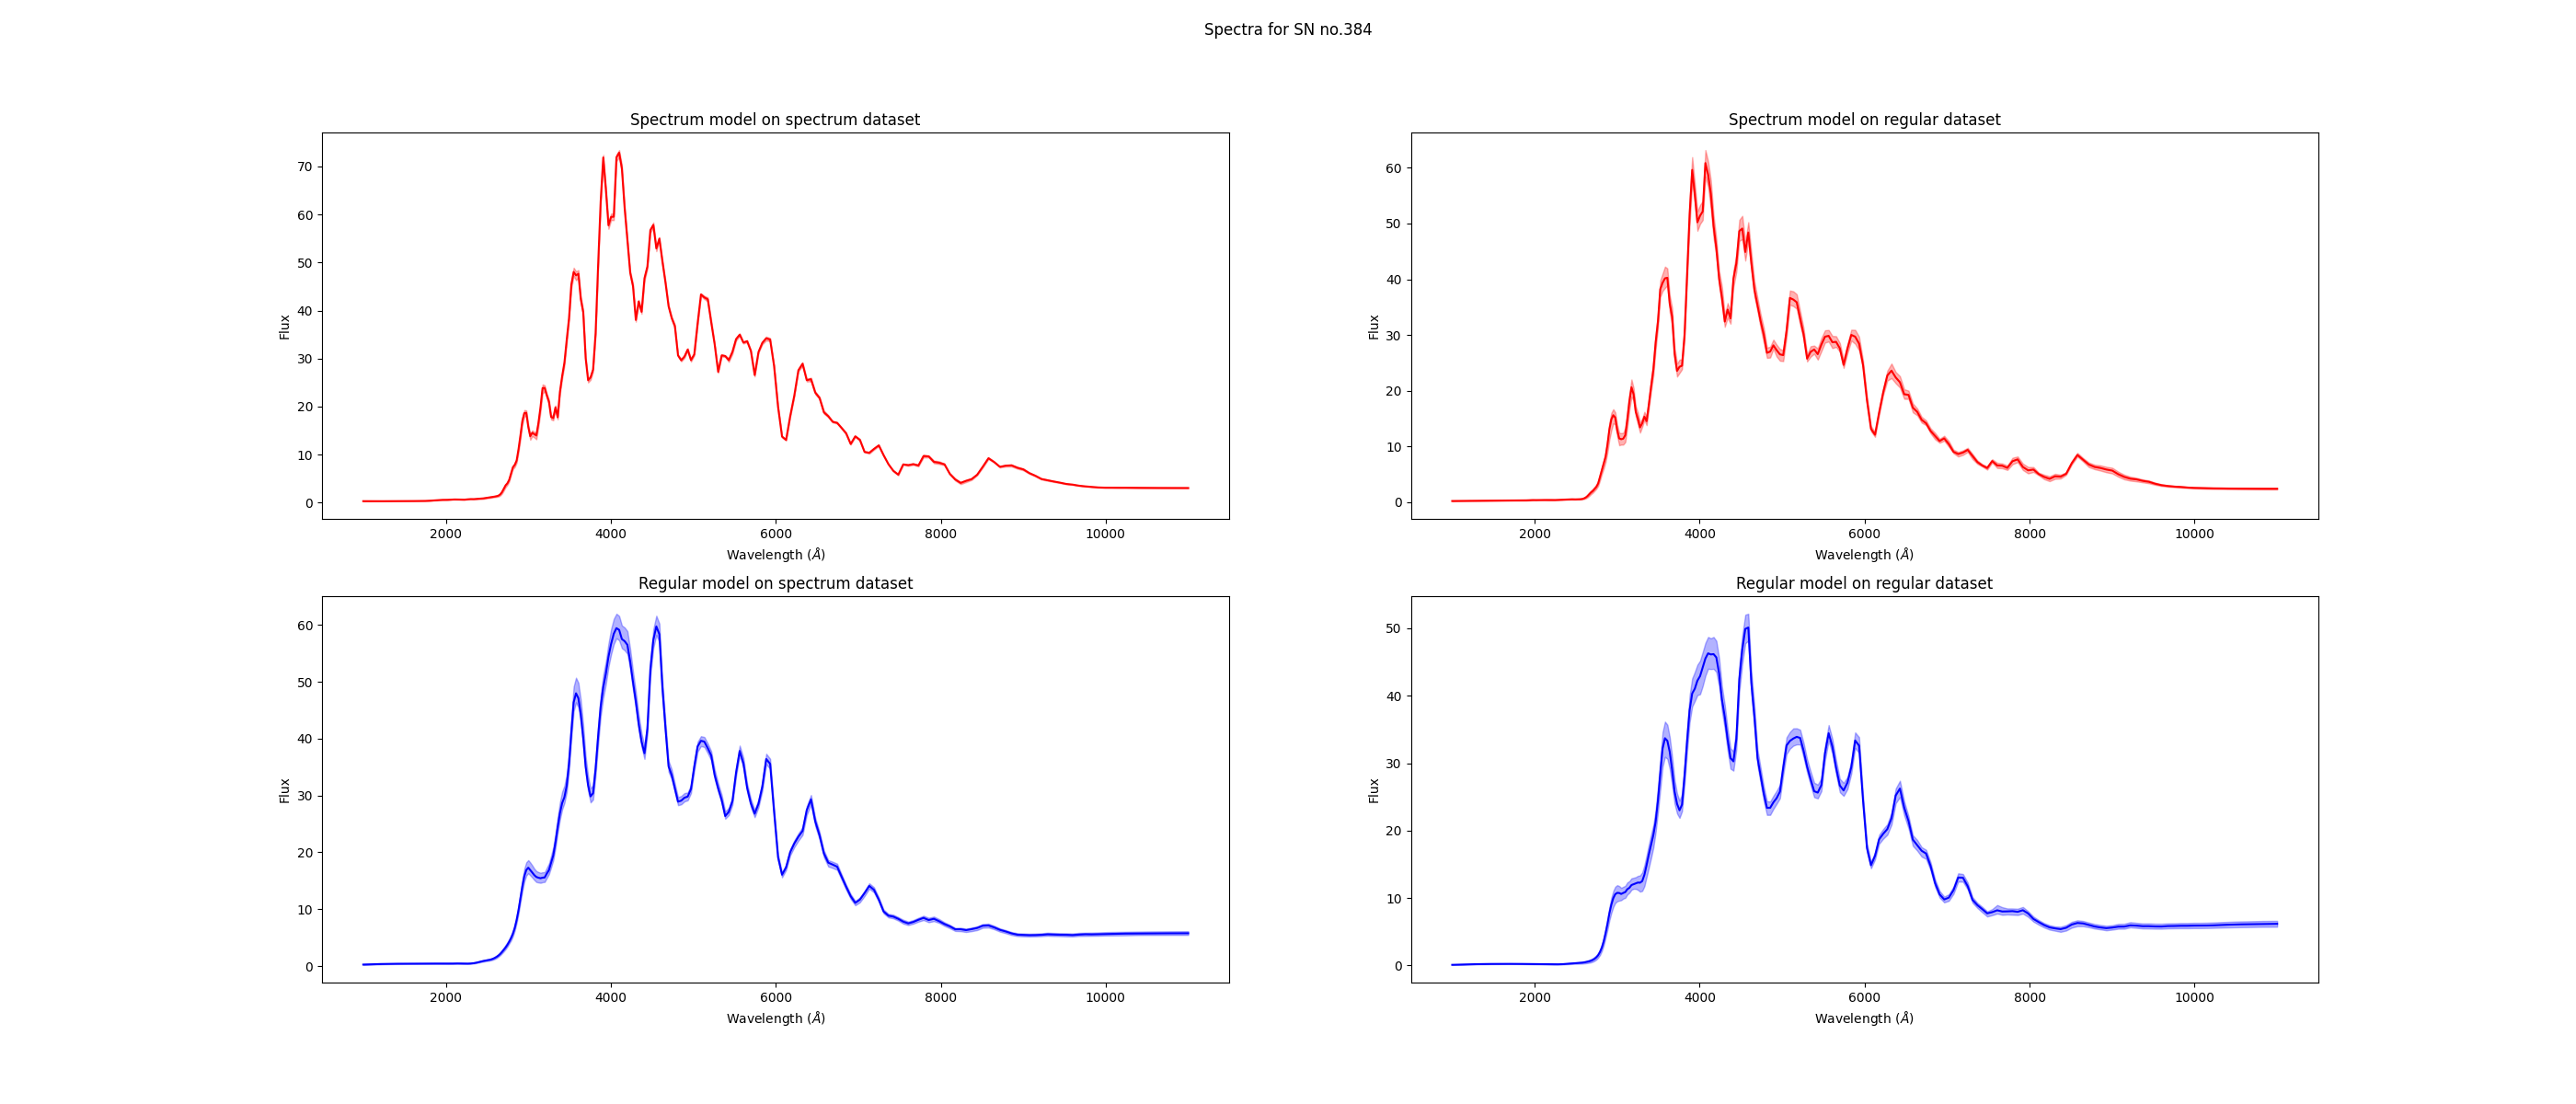 Spectra for SN no.384
Spectrum model on spectrum dataset
Flux
70
60
50
40
30
20
10
0
2000 4000 6000 8000 10000
Wavelength (Å)
Spectrum model on regular dataset
Flux
60
50
40
30
20
10
0
2000 4000 6000 8000 10000
Wavelength (Å)
Regular model on spectrum dataset
Flux
60
50
40
30
20
10
0
2000 4000 6000 8000 10000
Wavelength (Å)
Regular model on regular dataset
Flux
50
40
30
20
10
0
2000 4000 6000 8000 10000
Wavelength (Å)